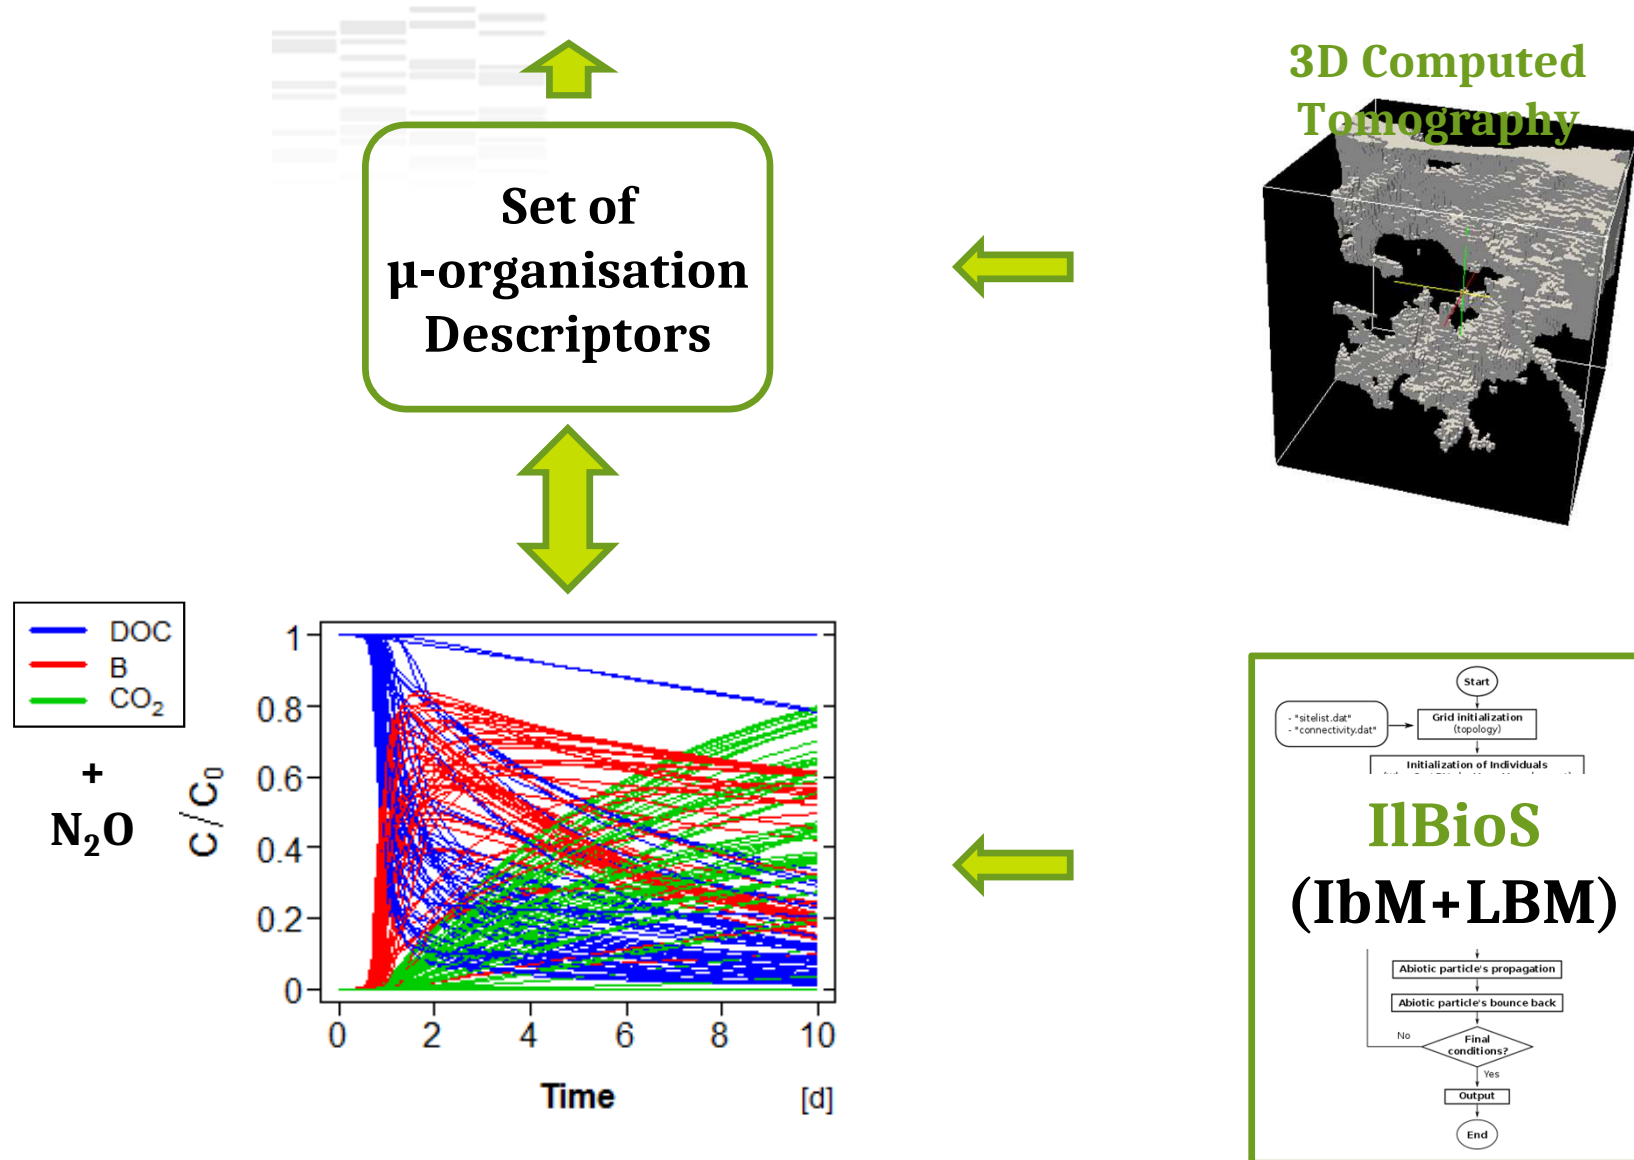 3D Computed
Tomography
Set of
µ-organisation
Descriptors
DOC
B
CO₂
+
N₂O
C / C₀
1
0.8
0.6
0.4
0.2
0
0 2 4 6 8 10
Time [d]
Start
- "sitelist.dat"
- "connectivity.dat"
Grid initialization
(topology)
Initialization of Individuals
IlBioS
(IbM+LBM)
Abiotic particle's propagation
Abiotic particle's bounce back
No
Final
conditions?
Yes
Output
End